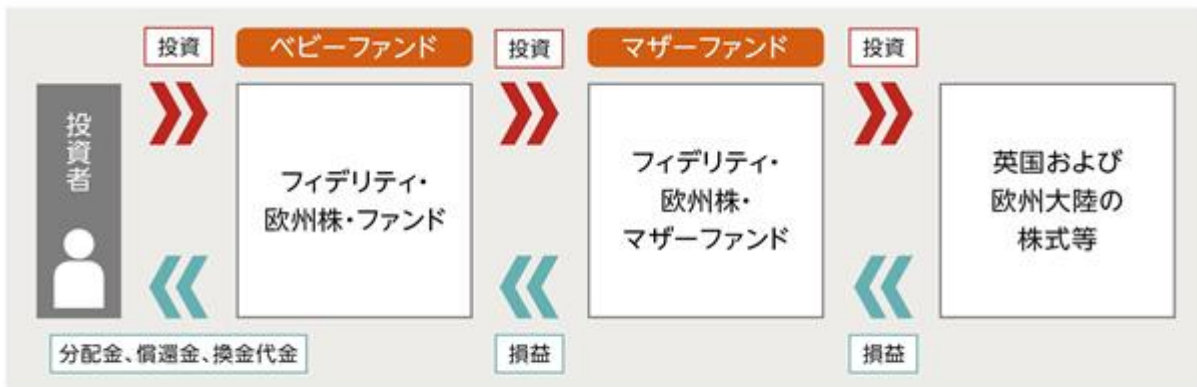 投資
ベビーファンド
投資
マザーファンド
投資
投資者
フィデリティ・
欧州株・ファンド
フィデリティ・
欧州株・
マザーファンド
英国および
欧州大陸の
株式等
分配金、償還金、換金代金
損益
損益